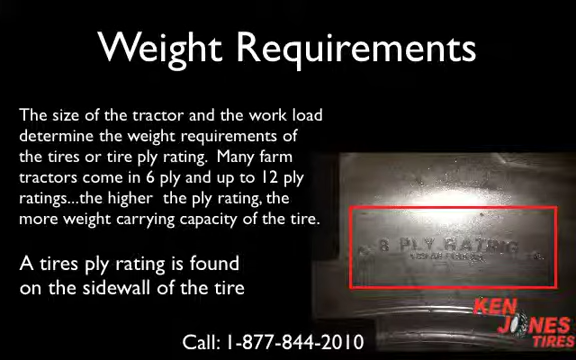 Weight Requirements
The size of the tractor and the work load
determine the weight requirements of
the tires or tire ply rating. Many farm
tractors come in 6 ply and up to 12 ply
ratings...the higher the ply rating, the
more weight carrying capacity of the tire.
A tires ply rating is found
on the sidewall of the tire
8 PLY RATING
KEN
JONES
TIRES
Call: 1-877-844-2010